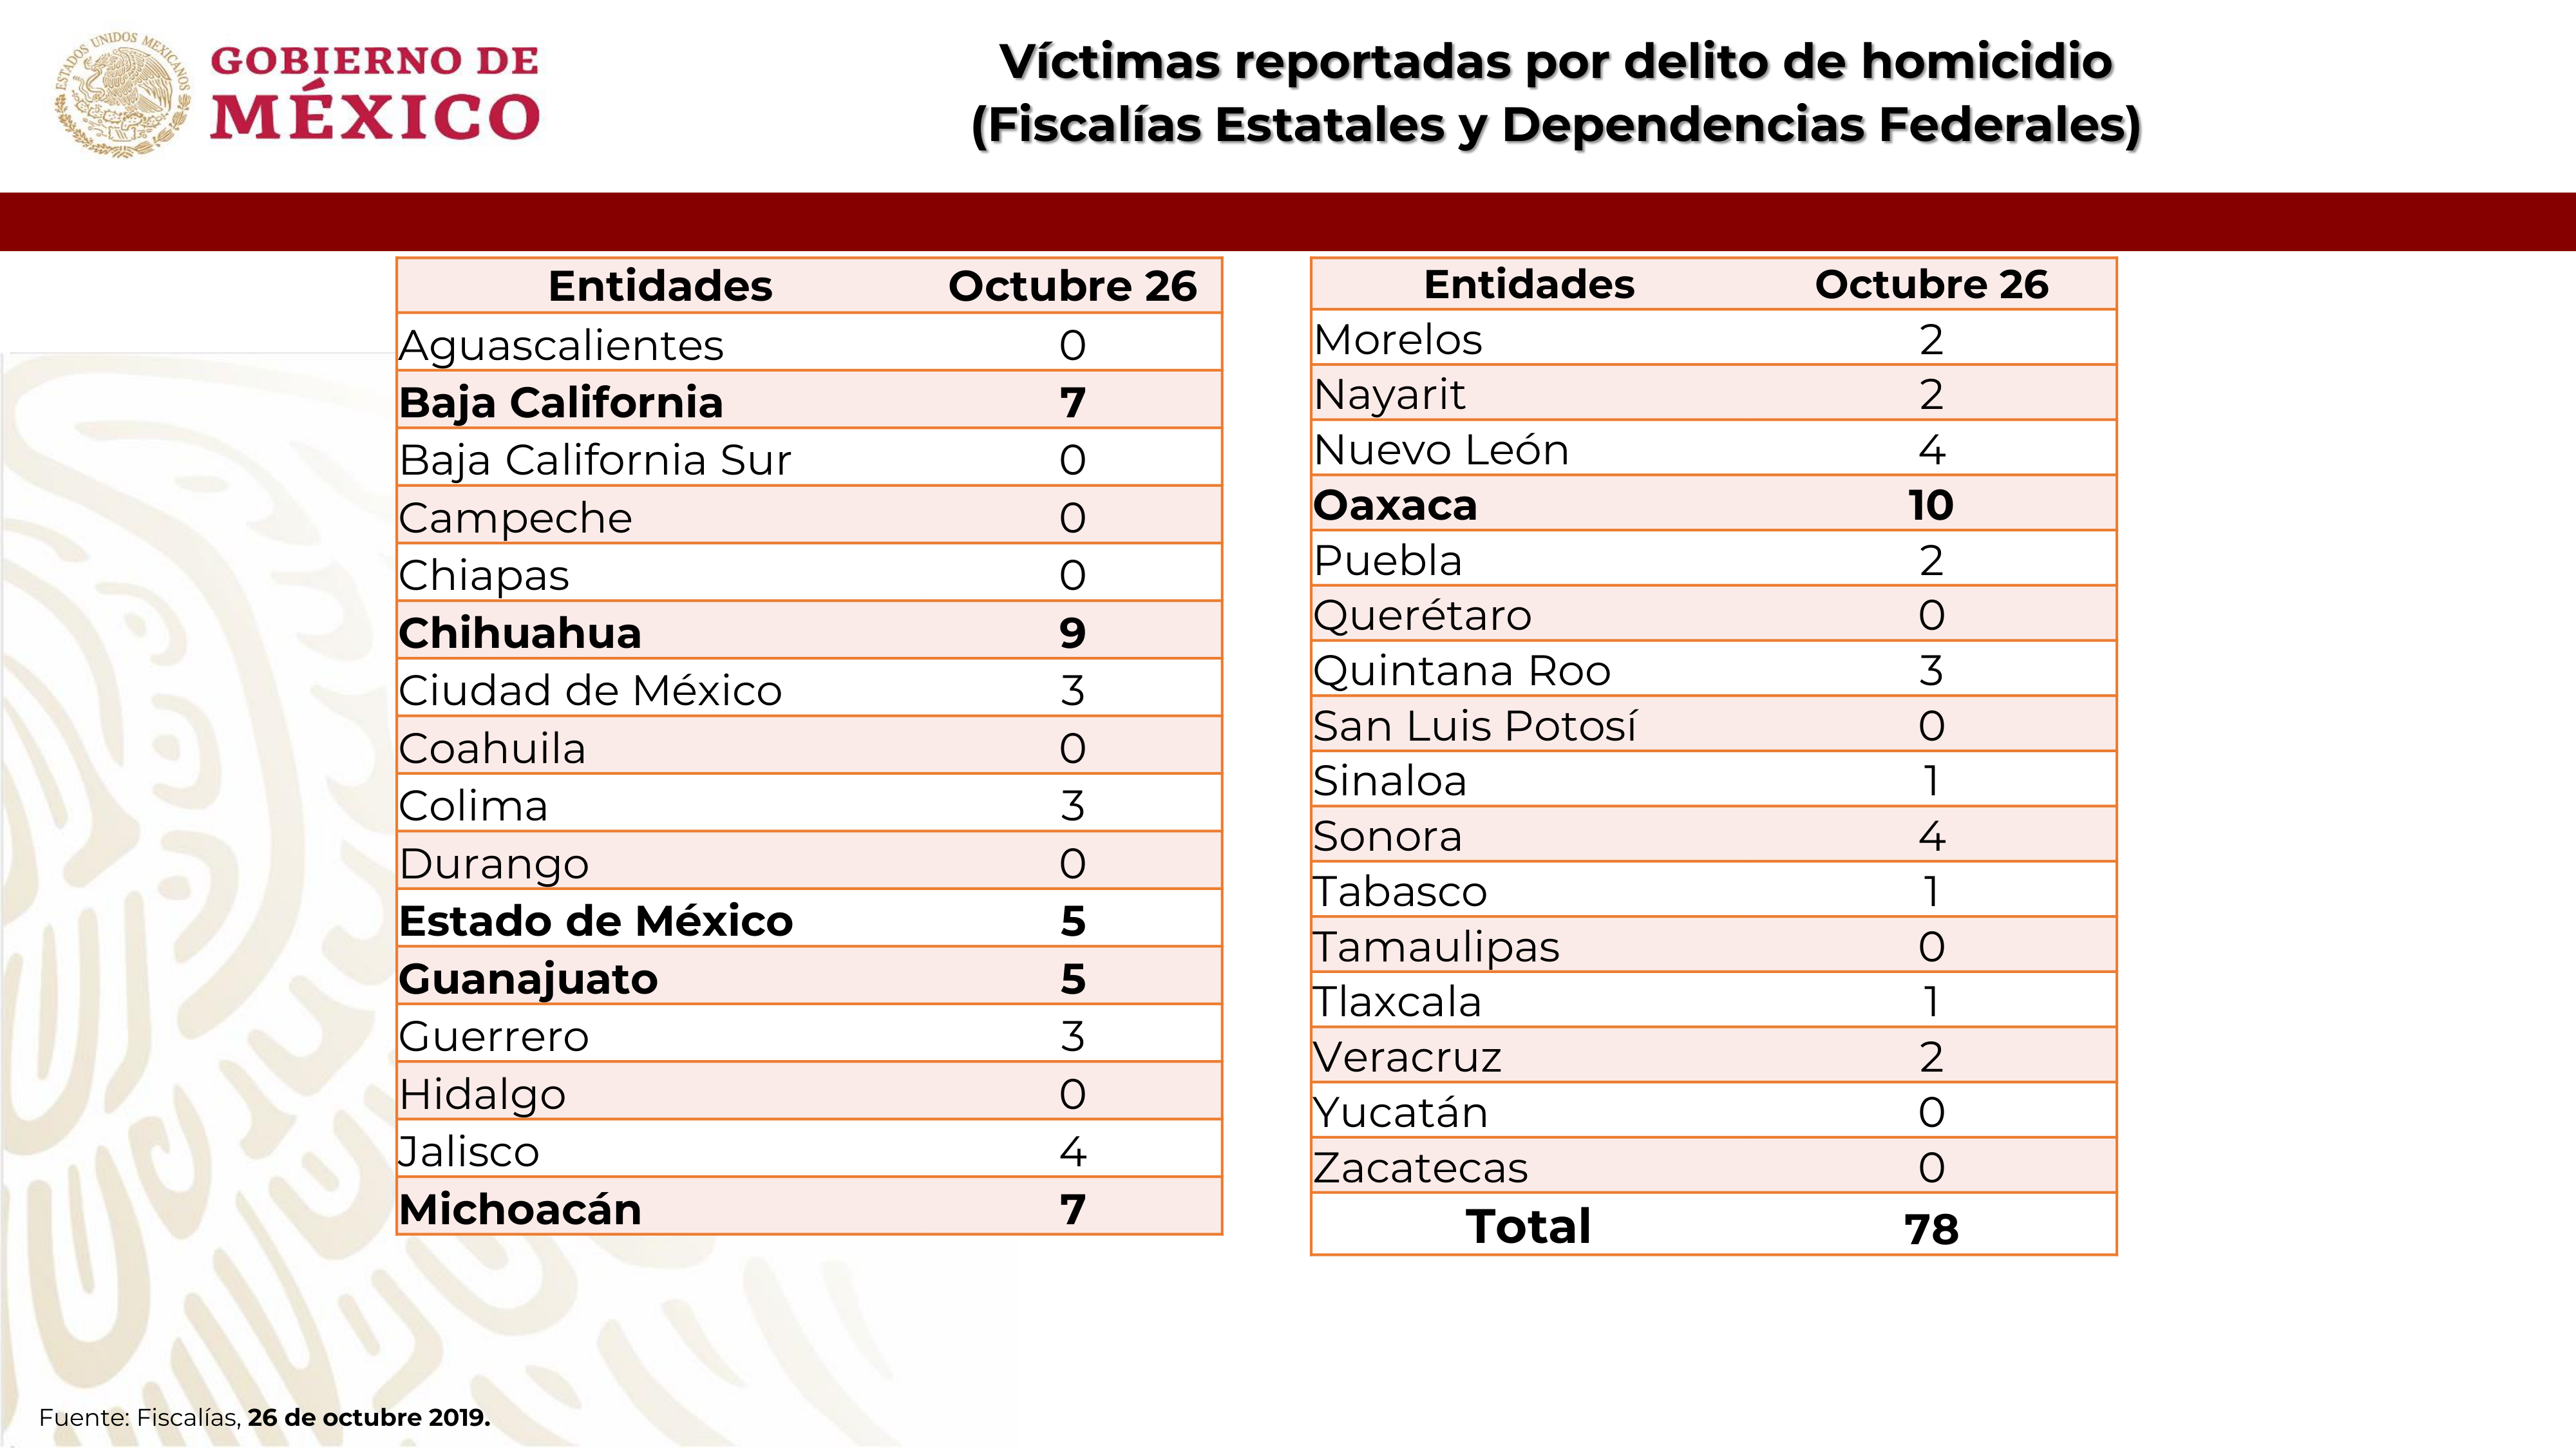 ESTADOS UNIDOS MEXICANOS
GOBIERNO DE
MÉXICO
Víctimas reportadas por delito de homicidio
(Fiscalías Estatales y Dependencias Federales)
Entidades Octubre 26
Aguascalientes 0
Baja California 7
Baja California Sur 0
Campeche 0
Chiapas 0
Chihuahua 9
Ciudad de México 3
Coahuila 0
Colima 3
Durango 0
Estado de México 5
Guanajuato 5
Guerrero 3
Hidalgo 0
Jalisco 4
Michoacán 7
Entidades Octubre 26
Morelos 2
Nayarit 2
Nuevo León 4
Oaxaca 10
Puebla 2
Querétaro 0
Quintana Roo 3
San Luis Potosí 0
Sinaloa 1
Sonora 4
Tabasco 1
Tamaulipas 0
Tlaxcala 1
Veracruz 2
Yucatán 0
Zacatecas 0
Total 78
Fuente: Fiscalías, 26 de octubre 2019.